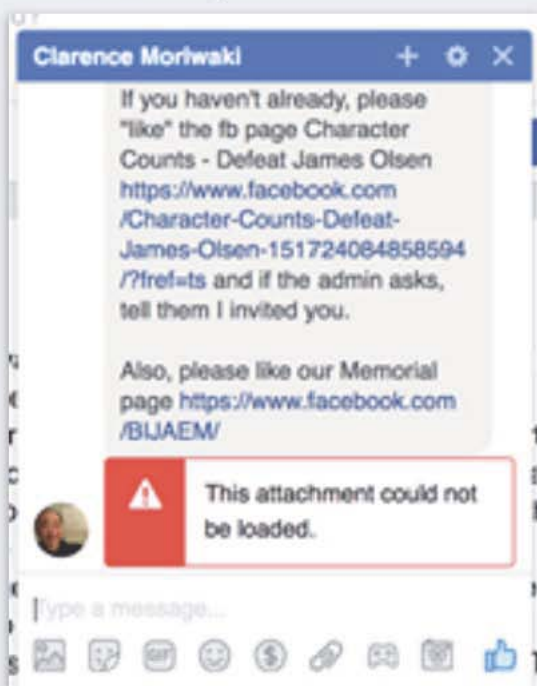 Clarence Moriwaki
If you haven't already, please
"like" the fb page Character
Counts - Defeat James Olsen
https://www.facebook.com
/Character-Counts-Defeat-
James-Olsen-151724084858594
/?fref=ts and if the admin asks,
tell them I invited you.
Also, please like our Memorial
page https://www.facebook.com
/BIJAEM/
This attachment could not
be loaded.
Type a message...
GIF